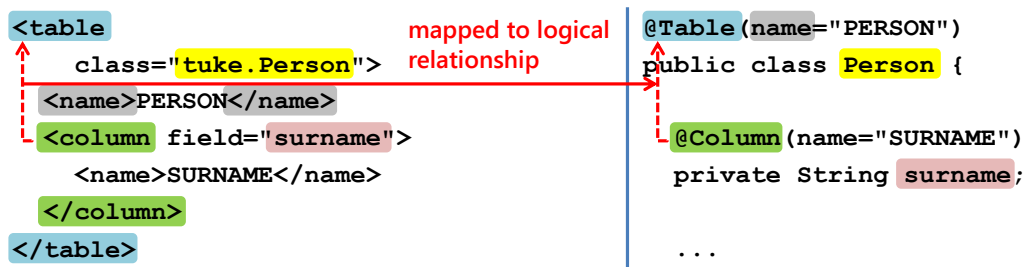 <table
class="tuke.Person">
<name>PERSON</name>
<column field="surname">
<name>SURNAME</name>
</column>
</table>
mapped to logical
relationship
@Table(name="PERSON")
public class Person {
@Column(name="SURNAME")
private String surname;
...